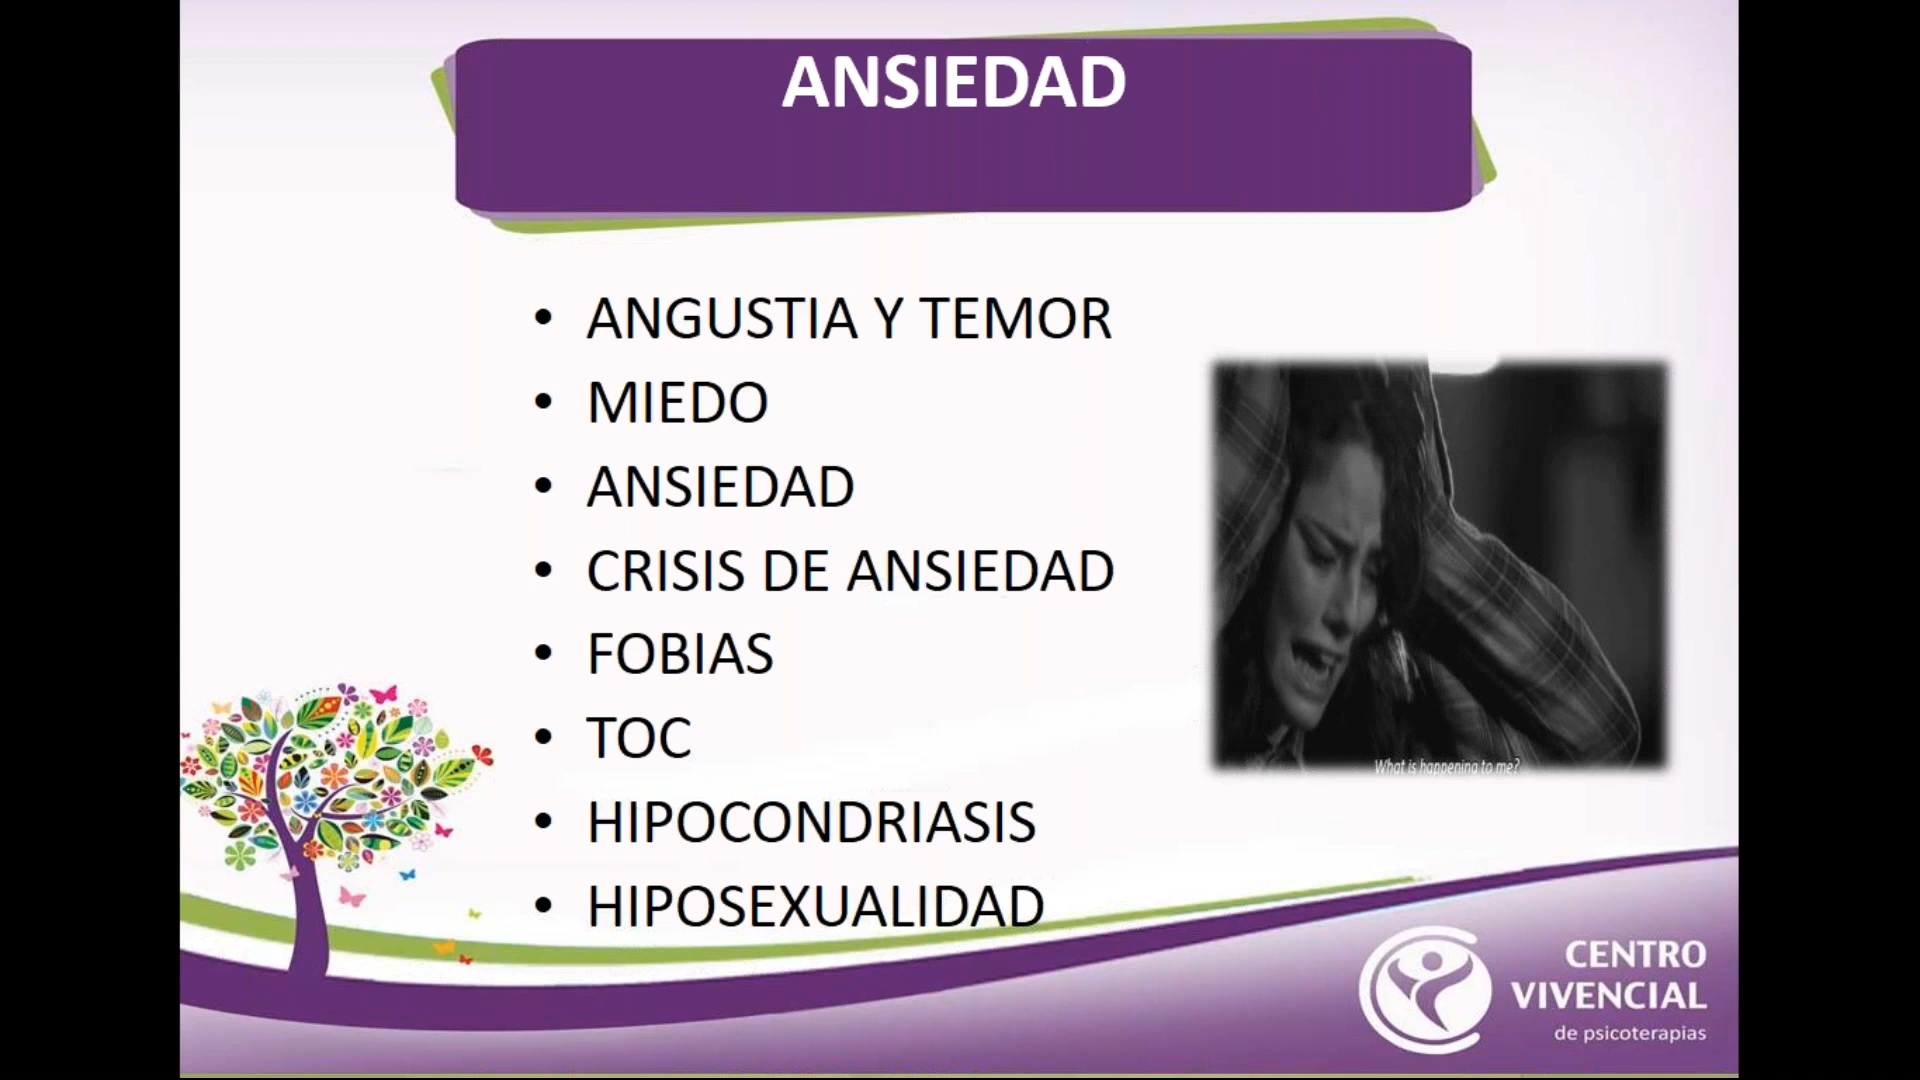 ANSIEDAD
• ANGUSTIA Y TEMOR
• MIEDO
• ANSIEDAD
• CRISIS DE ANSIEDAD
• FOBIAS
• TOC
• HIPOCONDRIASIS
• HIPOSEXUALIDAD
What is happening to me?
CENTRO
VIVENCIAL
de psicoterapias